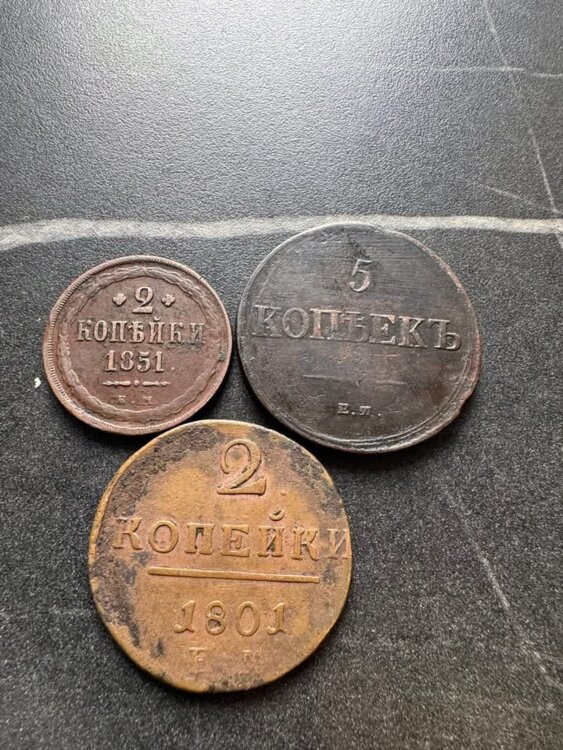 2
КОПѢЙКИ
1851.
Е М
5
КОПѢЕКЪ
Е.М.
2
КОПЕЙКИ
1801
Е М